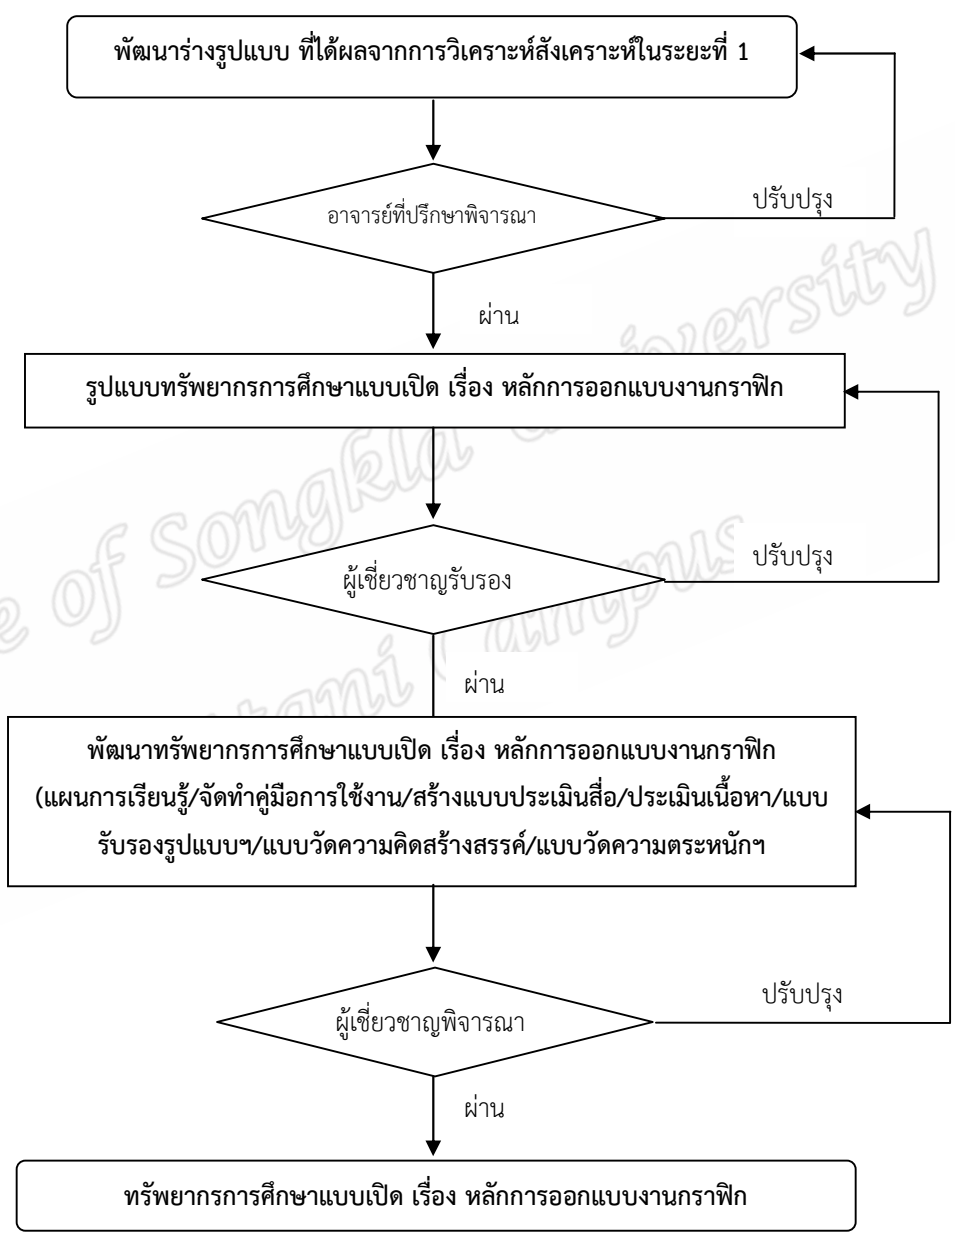 พัฒนาร่างรูปแบบ ที่ได้ผลจากการวิเคราะห์สังเคราะห์ในระยะที่ 1
อาจารย์ที่ปรึกษาพิจารณา
ปรับปรุง
ผ่าน
รูปแบบทรัพยากรการศึกษาแบบเปิด เรื่อง หลักการออกแบบงานกราฟิก
ผู้เชี่ยวชาญรับรอง
ปรับปรุง
ผ่าน
พัฒนาทรัพยากรการศึกษาแบบเปิด เรื่อง หลักการออกแบบงานกราฟิก
(แผนการเรียนรู้/จัดทำคู่มือการใช้งาน/สร้างแบบประเมินสื่อ/ประเมินเนื้อหา/แบบ
รับรองรูปแบบฯ/แบบวัดความคิดสร้างสรรค์/แบบวัดความตระหนักฯ
ผู้เชี่ยวชาญพิจารณา
ปรับปรุง
ผ่าน
ทรัพยากรการศึกษาแบบเปิด เรื่อง หลักการออกแบบงานกราฟิก
of Songkla